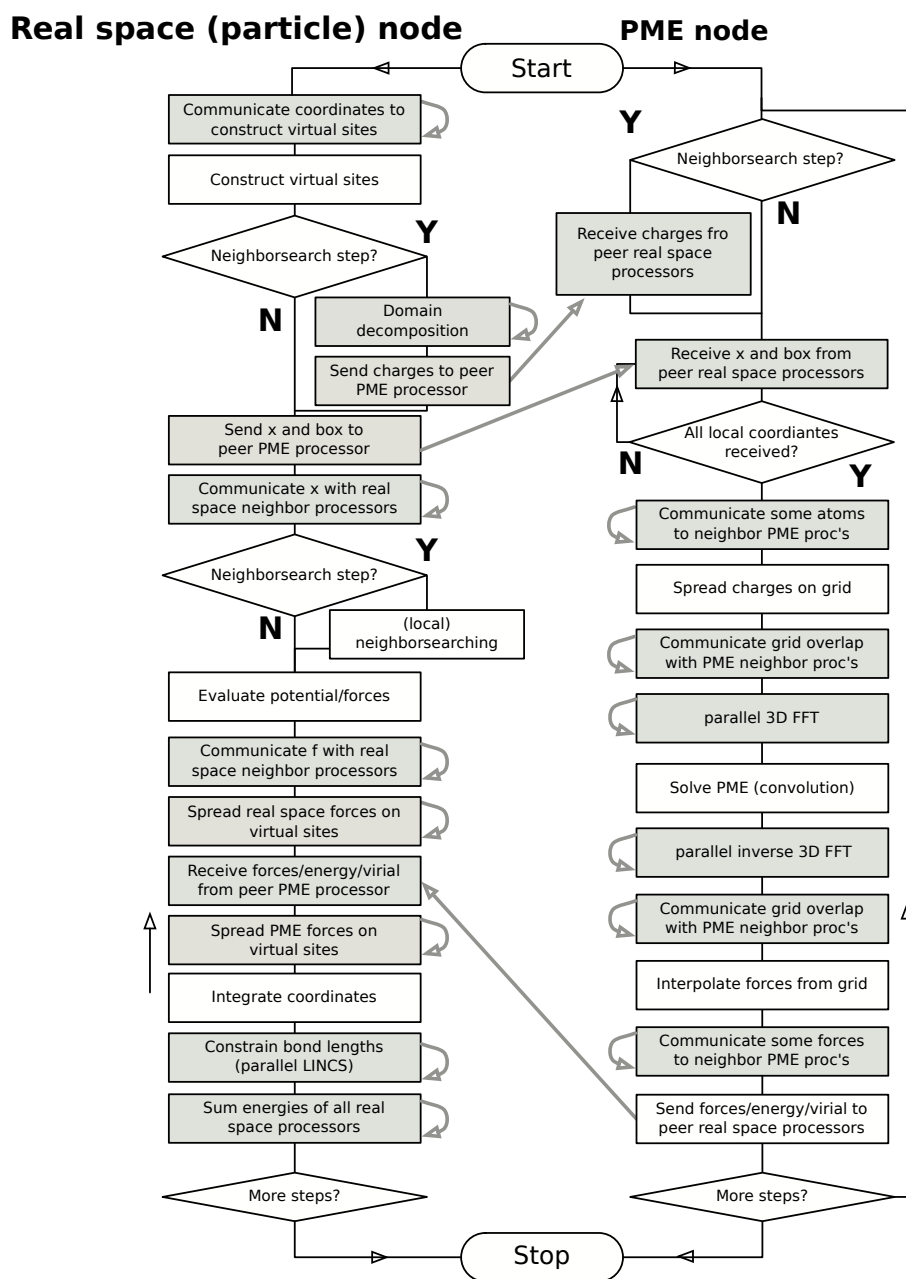 Real space (particle) node
PME node
Start
Communicate coordinates to
construct virtual sites
Construct virtual sites
Neighborsearch step?
Y
N
Domain
decomposition
Send charges to peer
PME processor
Send x and box to
peer PME processor
Communicate x with real
space neighbor processors
Neighborsearch step?
Y
N
(local)
neighborsearching
Evaluate potential/forces
Communicate f with real
space neighbor processors
Spread real space forces on
virtual sites
Receive forces/energy/virial
from peer PME processor
Spread PME forces on
virtual sites
Integrate coordinates
Constrain bond lengths
(parallel LINCS)
Sum energies of all real
space processors
More steps?
Y
Neighborsearch step?
N
Receive charges fro
peer real space
processors
Receive x and box from
peer real space processors
All local coordiantes
received?
N
Y
Communicate some atoms
to neighbor PME proc's
Spread charges on grid
Communicate grid overlap
with PME neighbor proc's
parallel 3D FFT
Solve PME (convolution)
parallel inverse 3D FFT
Communicate grid overlap
with PME neighbor proc's
Interpolate forces from grid
Communicate some forces
to neighbor PME proc's
Send forces/energy/virial to
peer real space processors
More steps?
Stop